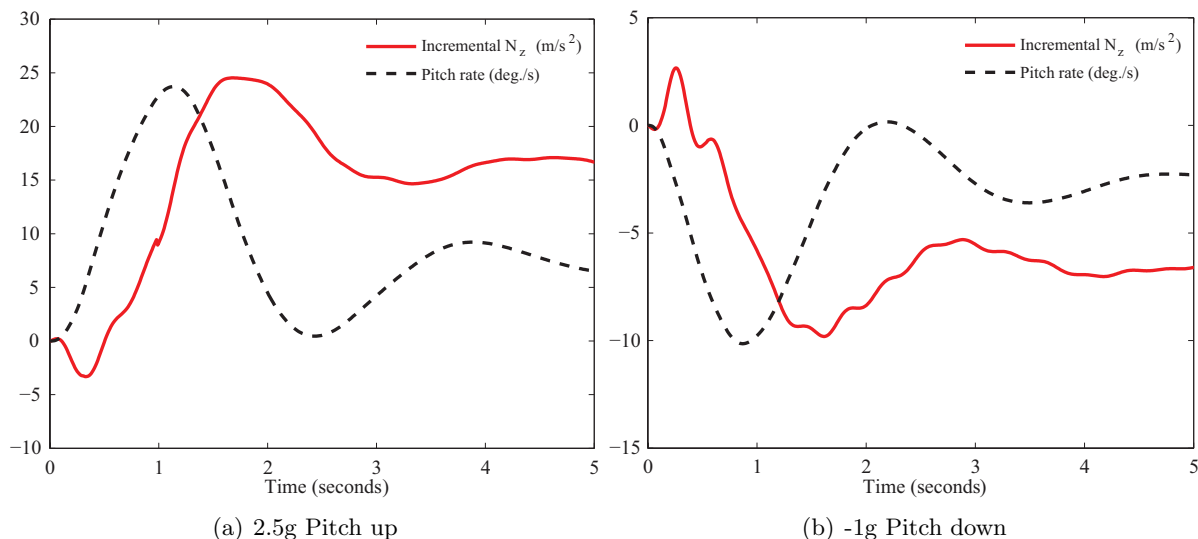 30
25
20
15
10
5
0
−5
−10
0 1 2 3 4 5
Time (seconds)
Incremental N_z (m/s^2)
Pitch rate (deg./s)
(a) 2.5g Pitch up
5
0
−5
−10
−15
0 1 2 3 4 5
Time (seconds)
Incremental N_z (m/s^2)
Pitch rate (deg./s)
(b) -1g Pitch down